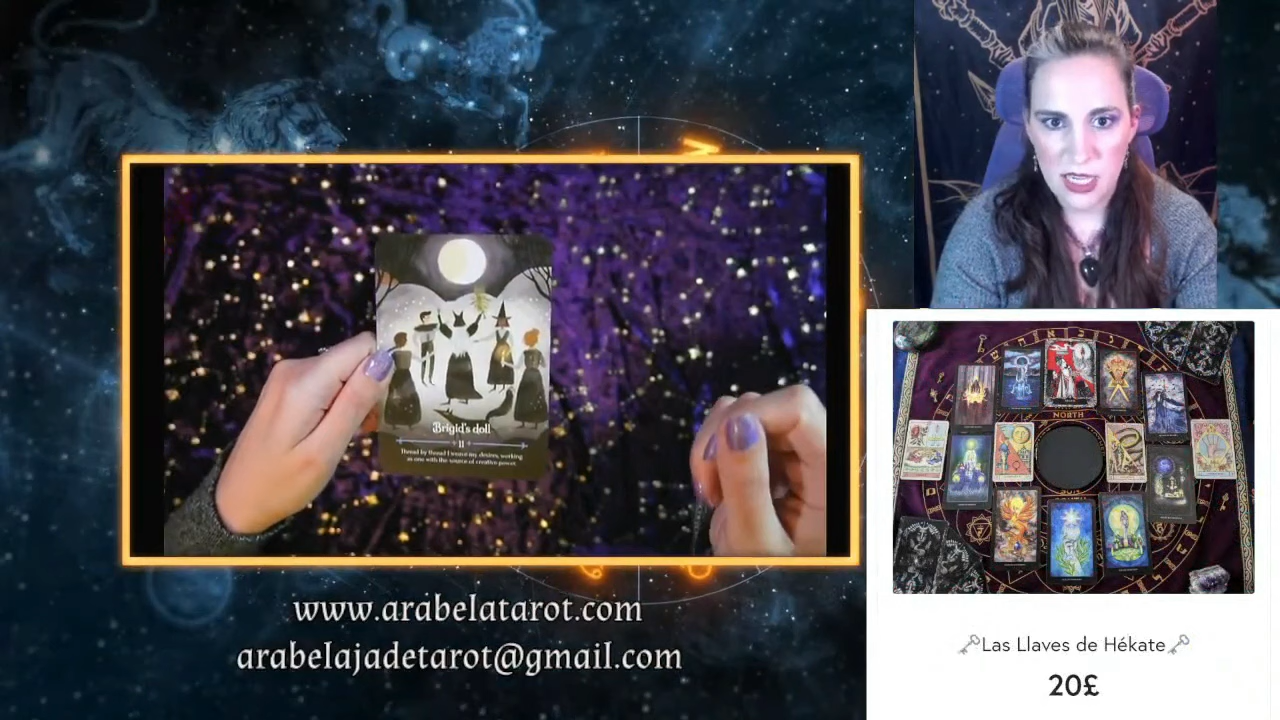 Brigid's doll
11
Thread by thread I weave my desires, working
as one with the source of creative power.
www.arabelatarot.com
arabelajadetarot@gmail.com
NORTH
Las Llaves de Hékate
20£